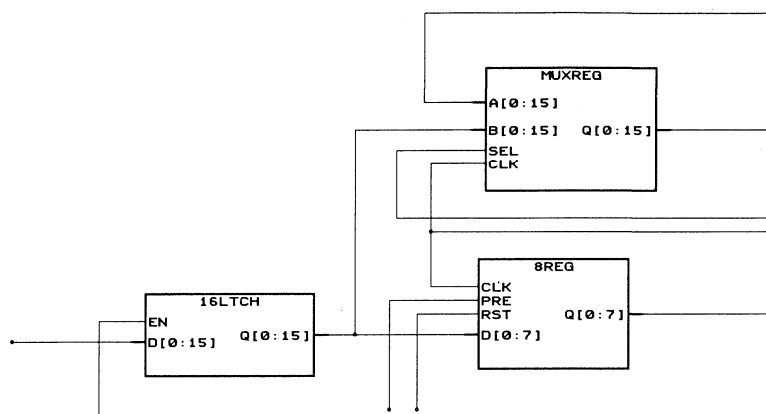 MUXREG
A[0:15]
B[0:15] Q[0:15]
SEL
CLK
8REG
CLK
PRE
RST Q[0:7]
D[0:7]
16LTCH
EN
D[0:15] Q[0:15]